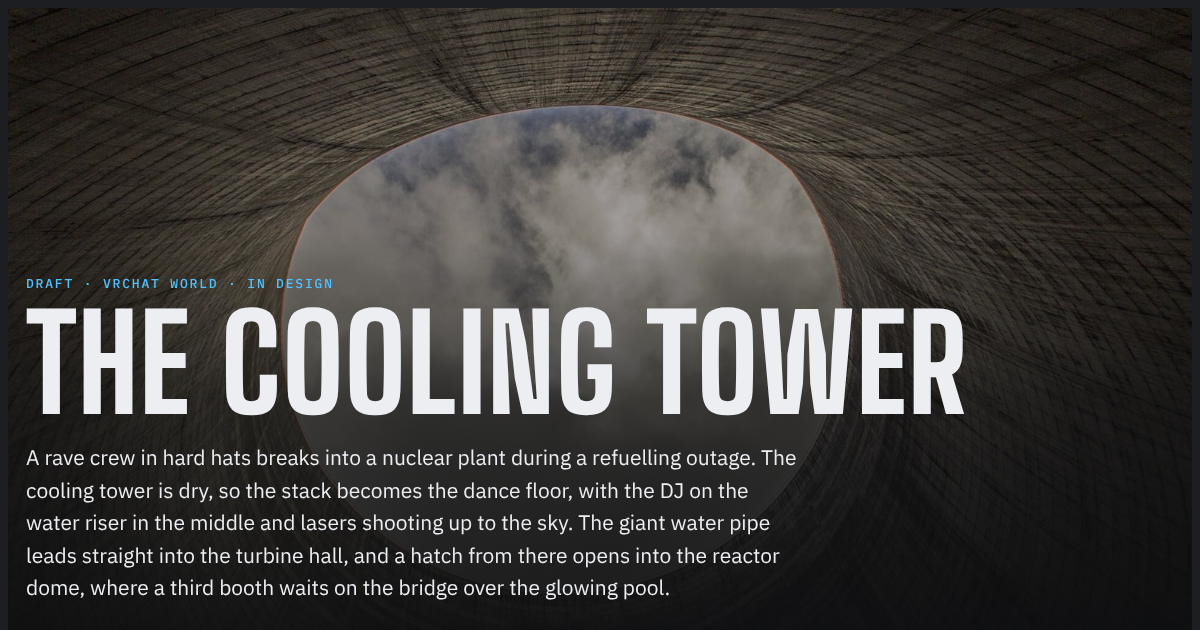 DRAFT · VRCHAT WORLD · IN DESIGN
THE COOLING TOWER
A rave crew in hard hats breaks into a nuclear plant during a refuelling outage. The
cooling tower is dry, so the stack becomes the dance floor, with the DJ on the
water riser in the middle and lasers shooting up to the sky. The giant water pipe
leads straight into the turbine hall, and a hatch from there opens into the reactor
dome, where a third booth waits on the bridge over the glowing pool.